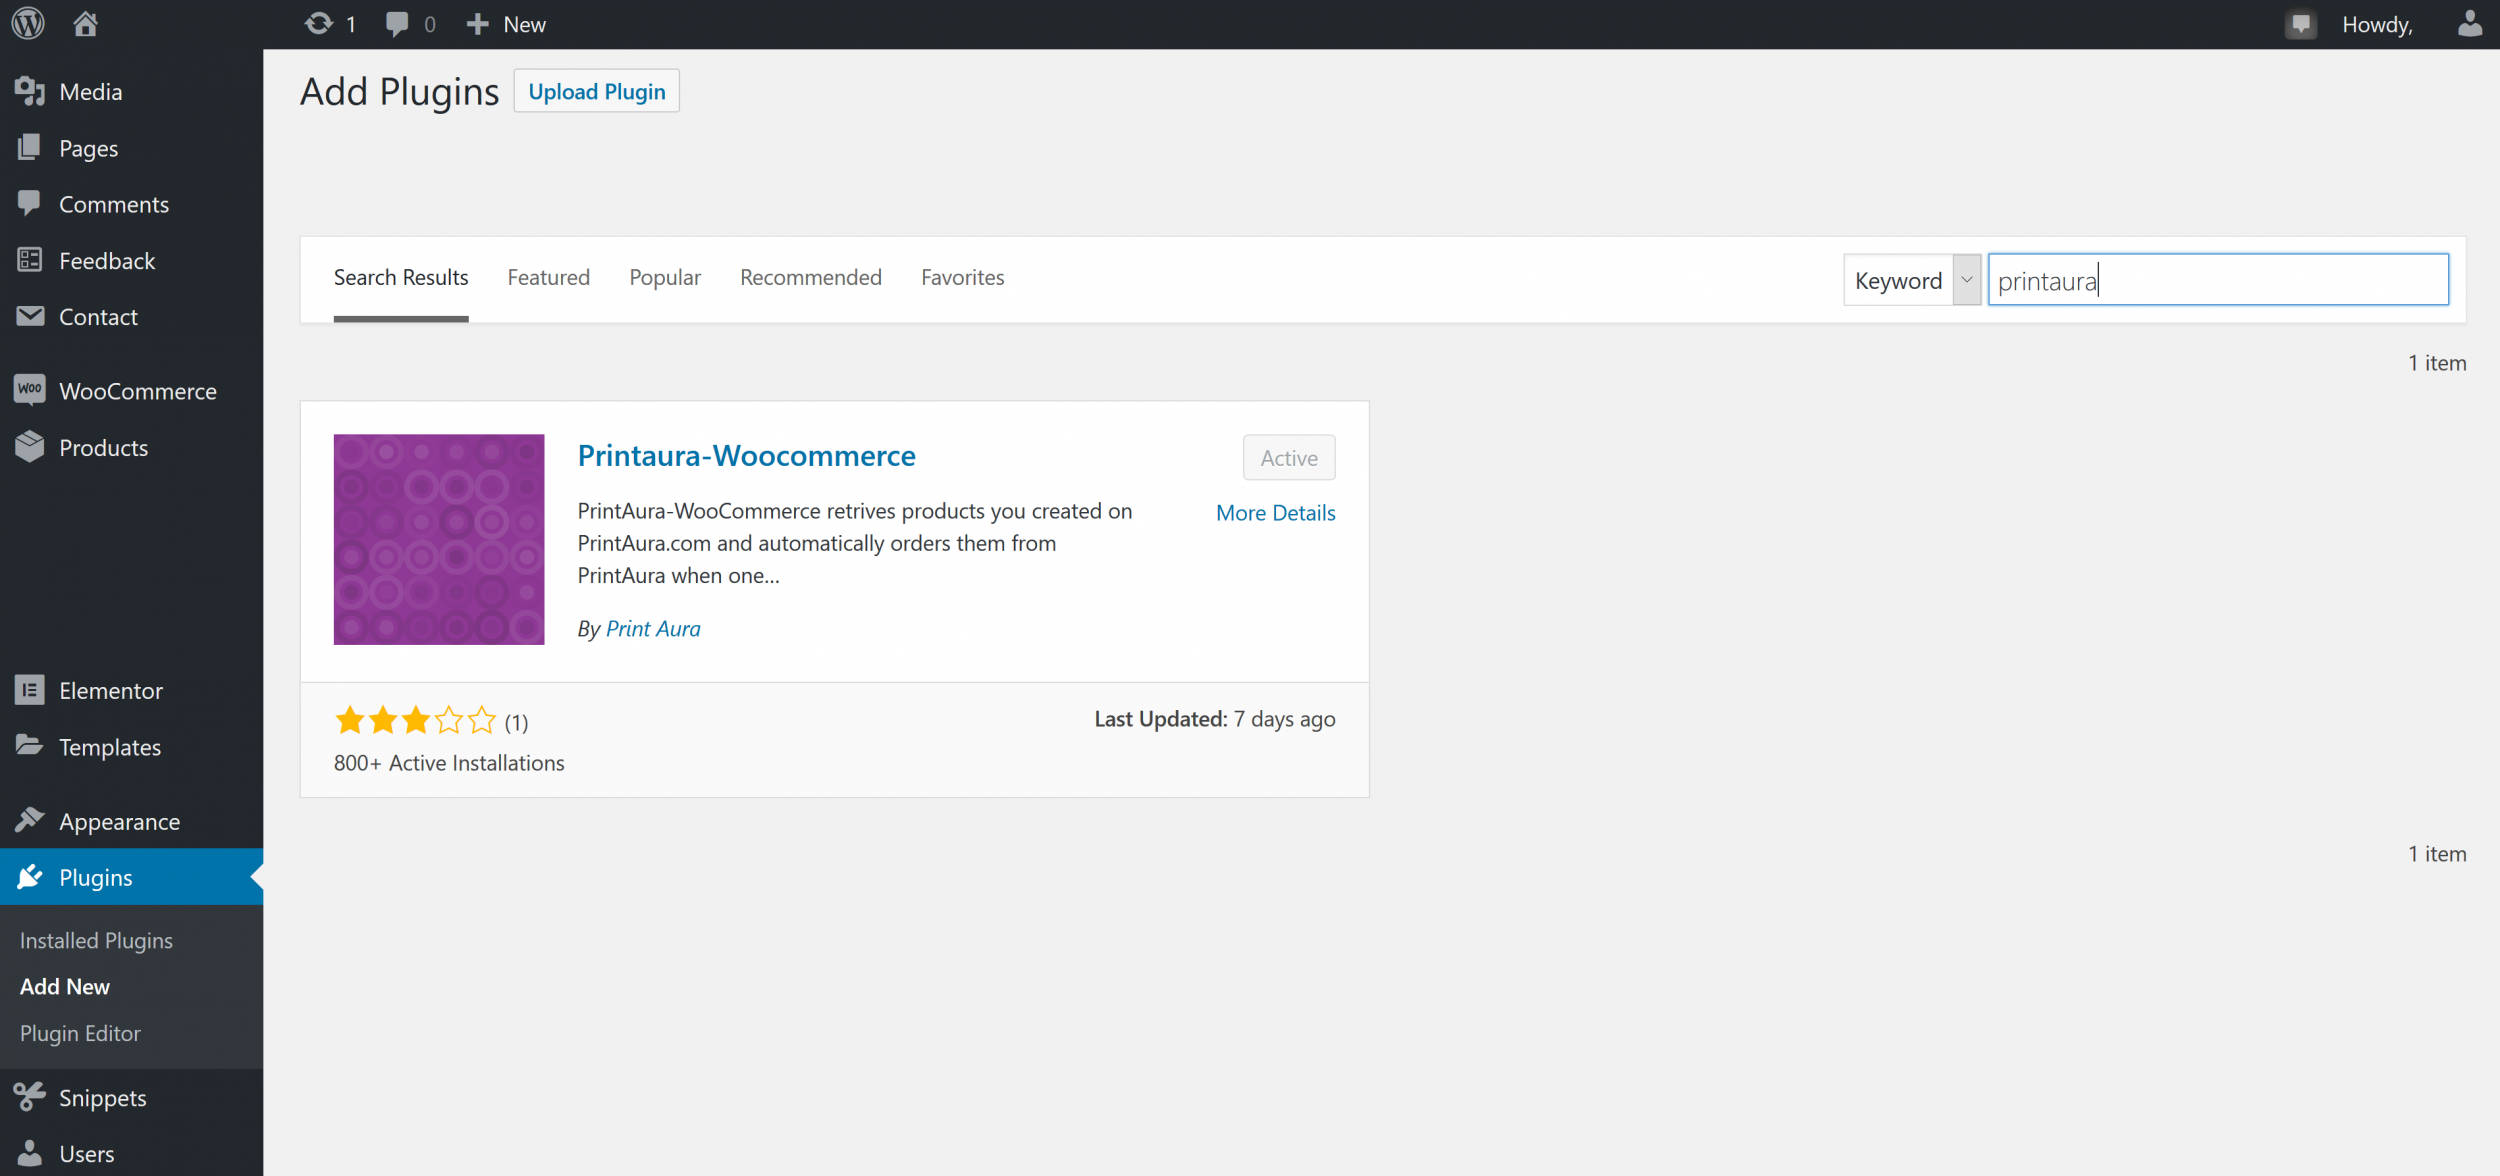 1
0
New
Howdy,
Media
Pages
Comments
Feedback
Contact
WOO
WooCommerce
Products
Elementor
Templates
Appearance
Plugins
Installed Plugins
Add New
Plugin Editor
Snippets
Users
Add Plugins
Upload Plugin
Search Results
Featured
Popular
Recommended
Favorites
Keyword
printaura
1 item
Printaura-Woocommerce
Active
PrintAura-WooCommerce retrives products you created on
PrintAura.com and automatically orders them from
PrintAura when one...
More Details
By Print Aura
(1)
Last Updated: 7 days ago
800+ Active Installations
1 item